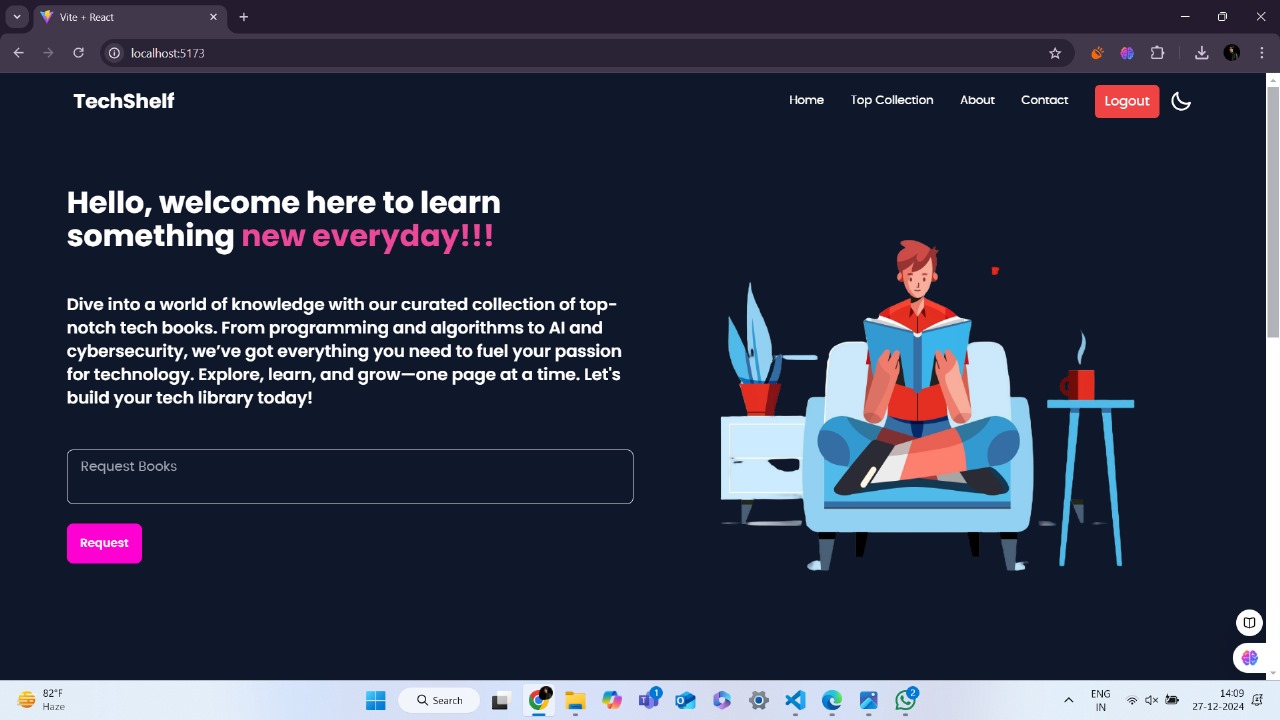 Vite + React
localhost:5173
TechShelf
Home Top Collection About Contact Logout
Hello, welcome here to learn
something new everyday!!!
Dive into a world of knowledge with our curated collection of top-
notch tech books. From programming and algorithms to AI and
cybersecurity, we’ve got everything you need to fuel your passion
for technology. Explore, learn, and grow—one page at a time. Let's
build your tech library today!
Request Books
Request
82°F
Haze
Search
1
2
ENG
IN
14:09
27-12-2024